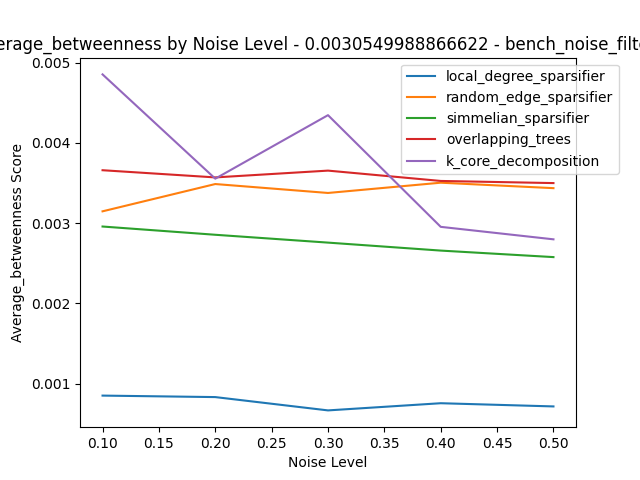 erage_betweenness by Noise Level - 0.0030549988866622 - bench_noise_filte
0.005
0.004
0.003
0.002
0.001
Average_betweenness Score
local_degree_sparsifier
random_edge_sparsifier
simmelian_sparsifier
overlapping_trees
k_core_decomposition
0.10 0.15 0.20 0.25 0.30 0.35 0.40 0.45 0.50
Noise Level